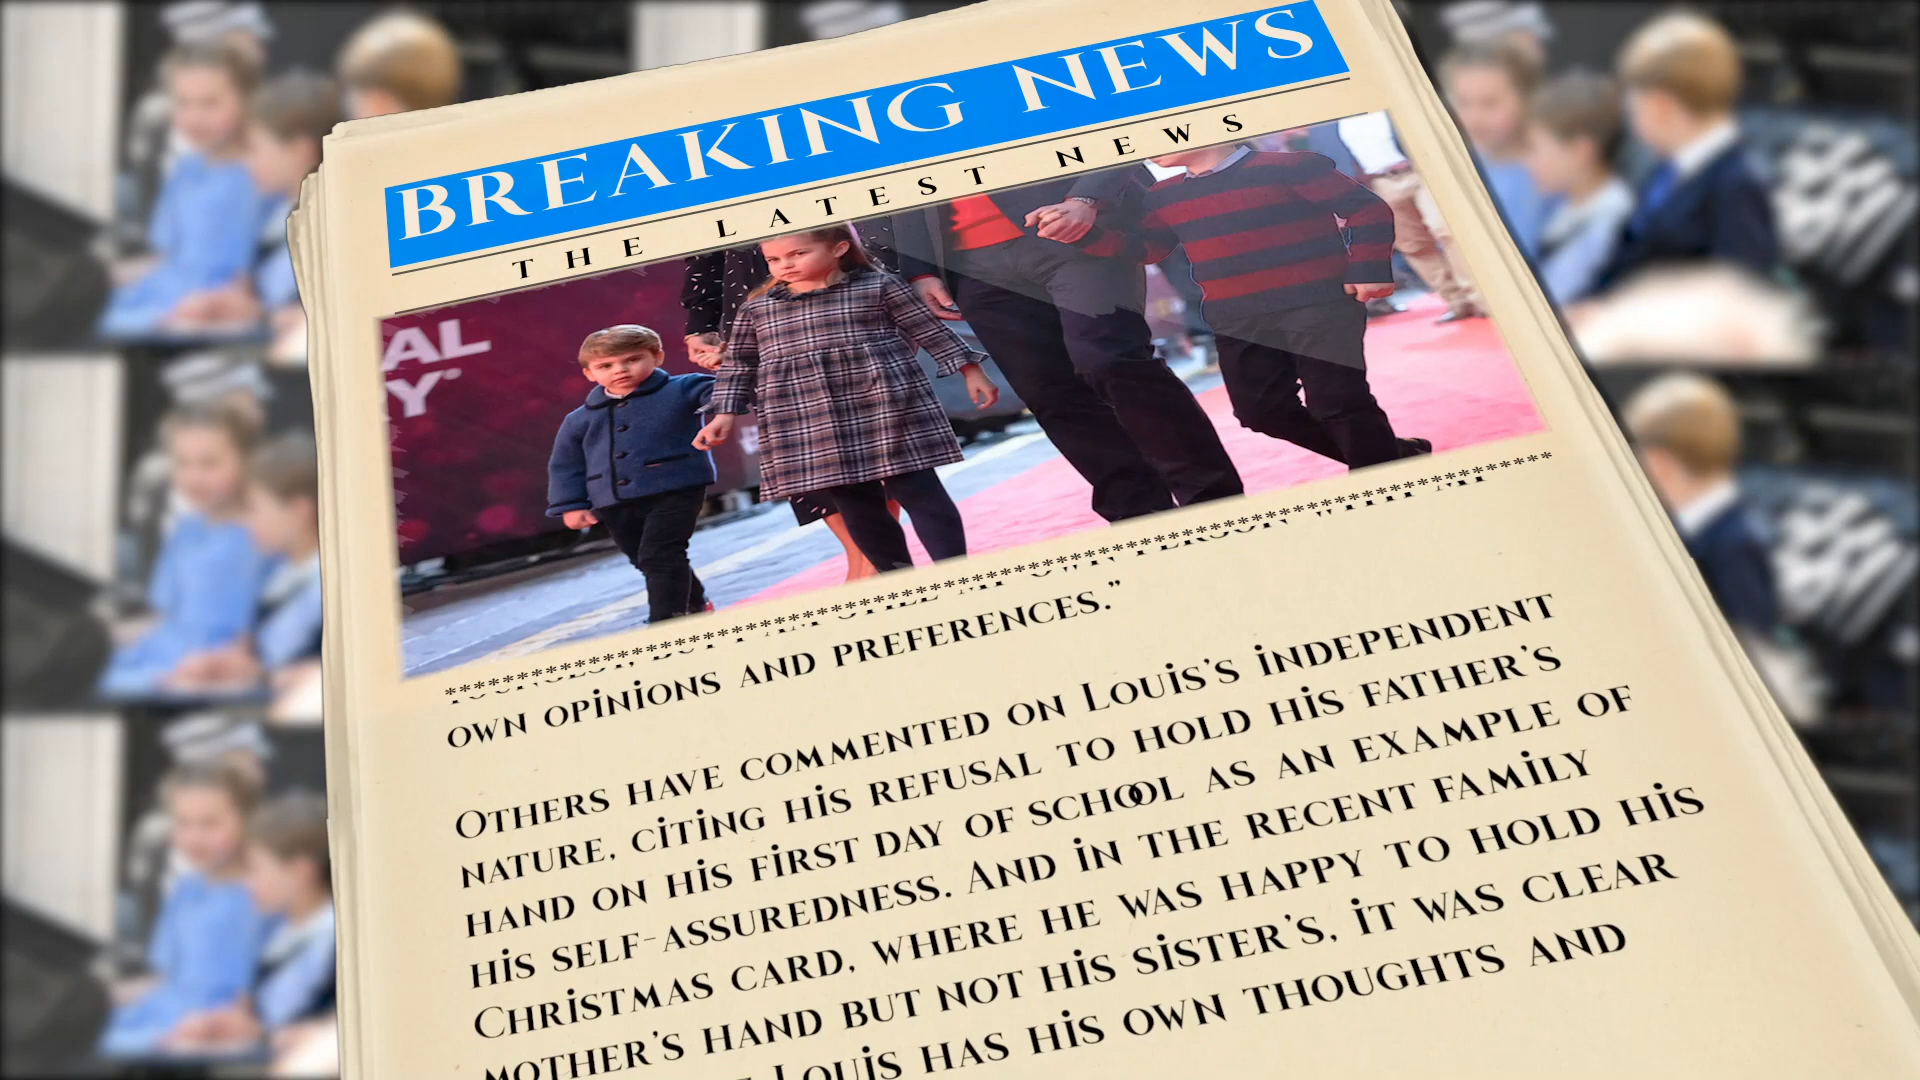 BREAKING NEWS
THE LATEST NEWS
AL
Y
OWN OPINIONS AND PREFERENCES.”
OTHERS HAVE COMMENTED ON LOUIS’S INDEPENDENT
NATURE, CITING HIS REFUSAL TO HOLD HIS FATHER’S
HAND ON HIS FIRST DAY OF SCHOOL AS AN EXAMPLE OF
HIS SELF-ASSUREDNESS. AND IN THE RECENT FAMILY
CHRISTMAS CARD, WHERE HE WAS HAPPY TO HOLD HIS
MOTHER’S HAND BUT NOT HIS SISTER’S, IT WAS CLEAR
LOUIS HAS HIS OWN THOUGHTS AND